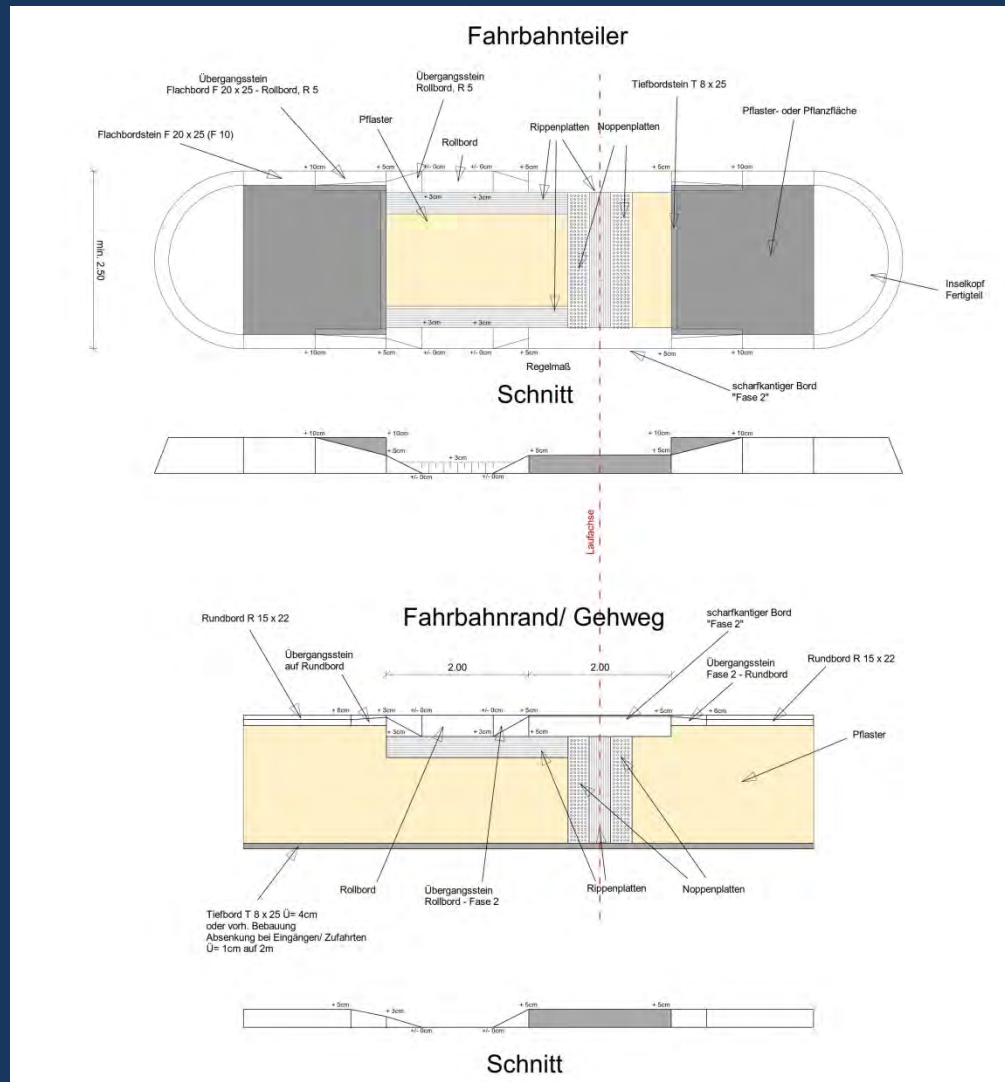 Fahrbahnteiler
Übergangsstein
Flachbord F 20 x 25 - Rollbord, R 5
Übergangsstein
Rollbord, R 5
Tiefbordstein T 8 x 25
Pflaster- oder Pflanzfläche
Flachbordstein F 20 x 25 (F 10)
Pflaster
Rollbord
Rippenplatten
Noppenplatten
+ 10cm
+ 5cm
+/- 0cm
+/- 0cm
+ 5cm
+ 5cm
+ 10cm
+ 3cm
+ 3cm
min. 2.50
Inselkopf
Fertigteil
+ 3cm
+ 3cm
+ 10cm
+ 5cm
+/- 0cm
+/- 0cm
+ 5cm
+ 5cm
+ 10cm
Regelmaß
scharfkantiger Bord
"Fase 2"
Schnitt
+ 10cm
+ 10cm
+ 5cm
+ 3cm
+/- 0cm
+/- 0cm
+ 5cm
+ 5cm
+ 10cm
+ 10cm
Laufachse
Fahrbahnrand/ Gehweg
scharfkantiger Bord
"Fase 2"
Rundbord R 15 x 22
Übergangsstein
auf Rundbord
2.00
2.00
Übergangsstein
Fase 2 - Rundbord
Rundbord R 15 x 22
+ 3cm
+/- 0cm
+/- 0cm
+ 5cm
+ 5cm
+ 6cm
+ 3cm
+ 5cm
Pflaster
Rollbord
Übergangsstein
Rollbord - Fase 2
Rippenplatten
Noppenplatten
Tiefbord T 8 x 25 Ü= 4cm
oder vorh. Bebauung
Absenkung bei Eingängen/ Zufahrten
Ü= 1cm auf 2m
+ 5cm
+ 3cm
+/- 0cm
+/- 0cm
+ 5cm
+ 5cm
Schnitt